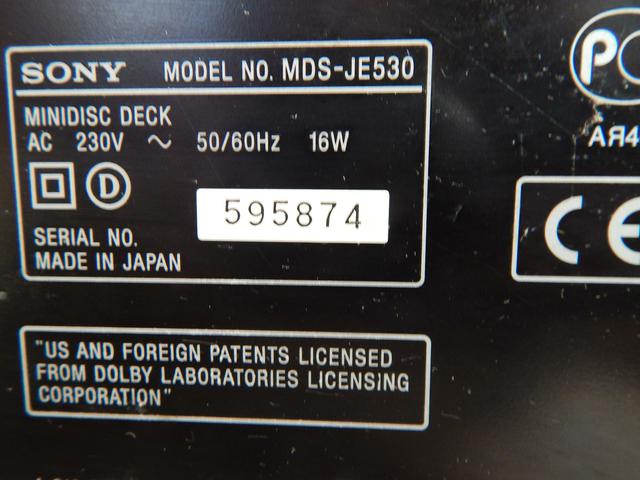 SONY MODEL NO. MDS-JE530
MINIDISC DECK
AC 230V ~ 50/60Hz 16W
D
595874
SERIAL NO.
MADE IN JAPAN
"US AND FOREIGN PATENTS LICENSED
FROM DOLBY LABORATORIES LICENSING
CORPORATION"
АЯ4
CE